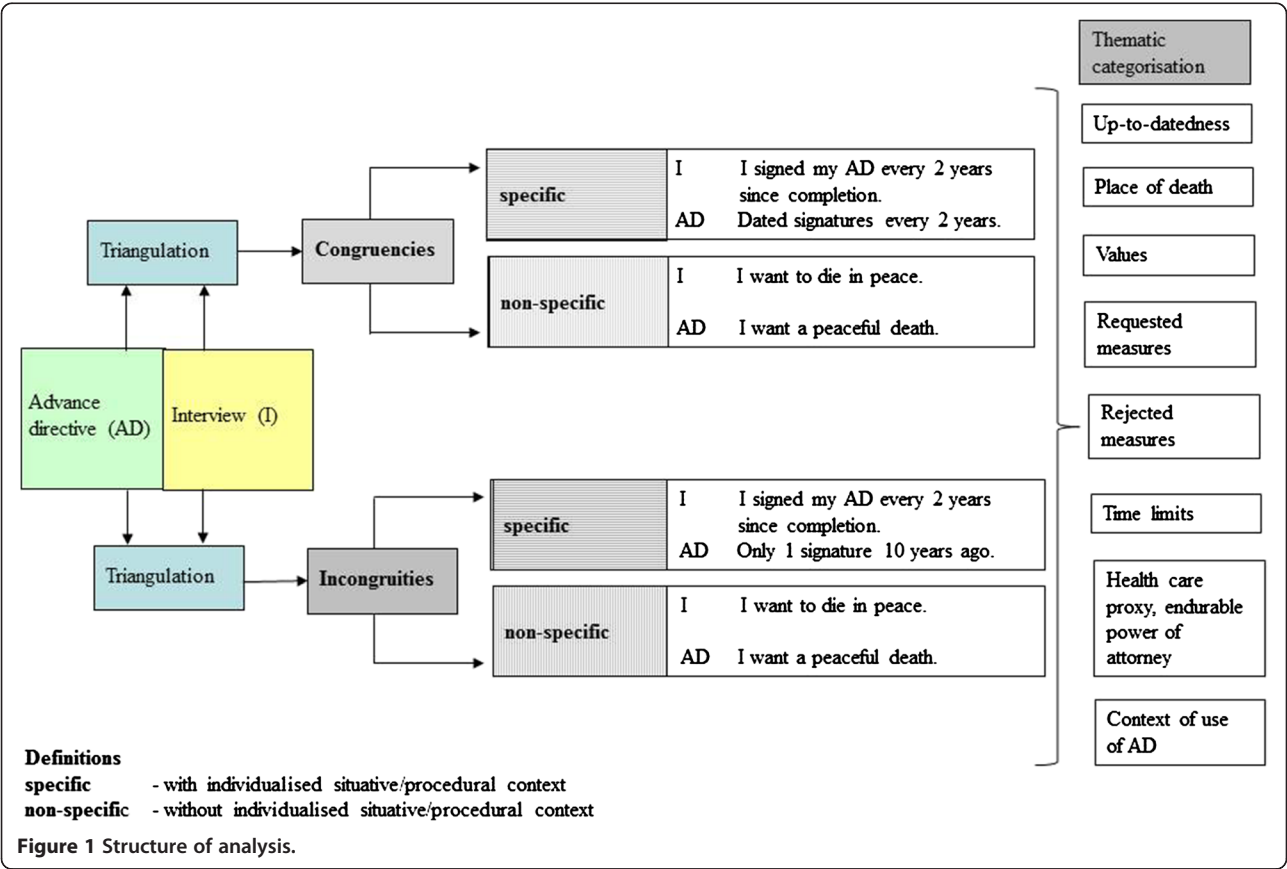 Thematic
categorisation
Up-to-datedness
Place of death
Values
Requested
measures
Rejected
measures
Time limits
Health care
proxy, endurable
power of
attorney
Context of use
of AD
specific
I I signed my AD every 2 years
since completion.
AD Dated signatures every 2 years.
Triangulation
Congruencies
non-specific
I I want to die in peace.
AD I want a peaceful death.
Advance
directive (AD)
Interview (I)
specific
I I signed my AD every 2 years
since completion.
AD Only 1 signature 10 years ago.
Triangulation
Incongruities
non-specific
I I want to die in peace.
AD I want a peaceful death.
Definitions
specific - with individualised situative/procedural context
non-specific - without individualised situative/procedural context
Figure 1 Structure of analysis.